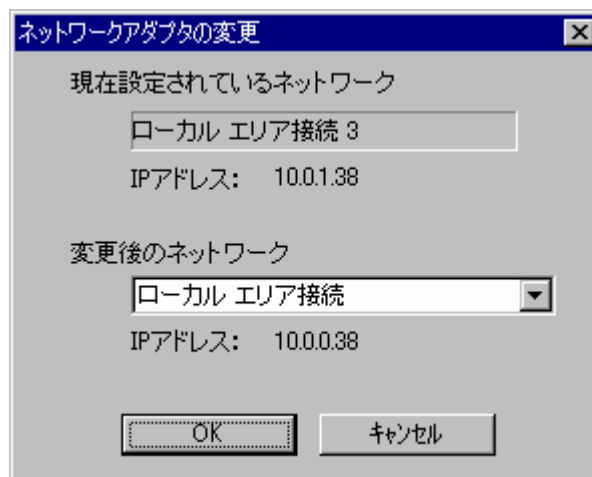 ネットワークアダプタの変更
現在設定されているネットワーク
ローカル エリア接続 3
IPアドレス: 10.0.1.38
変更後のネットワーク
ローカル エリア接続
IPアドレス: 10.0.0.38
OK キャンセル